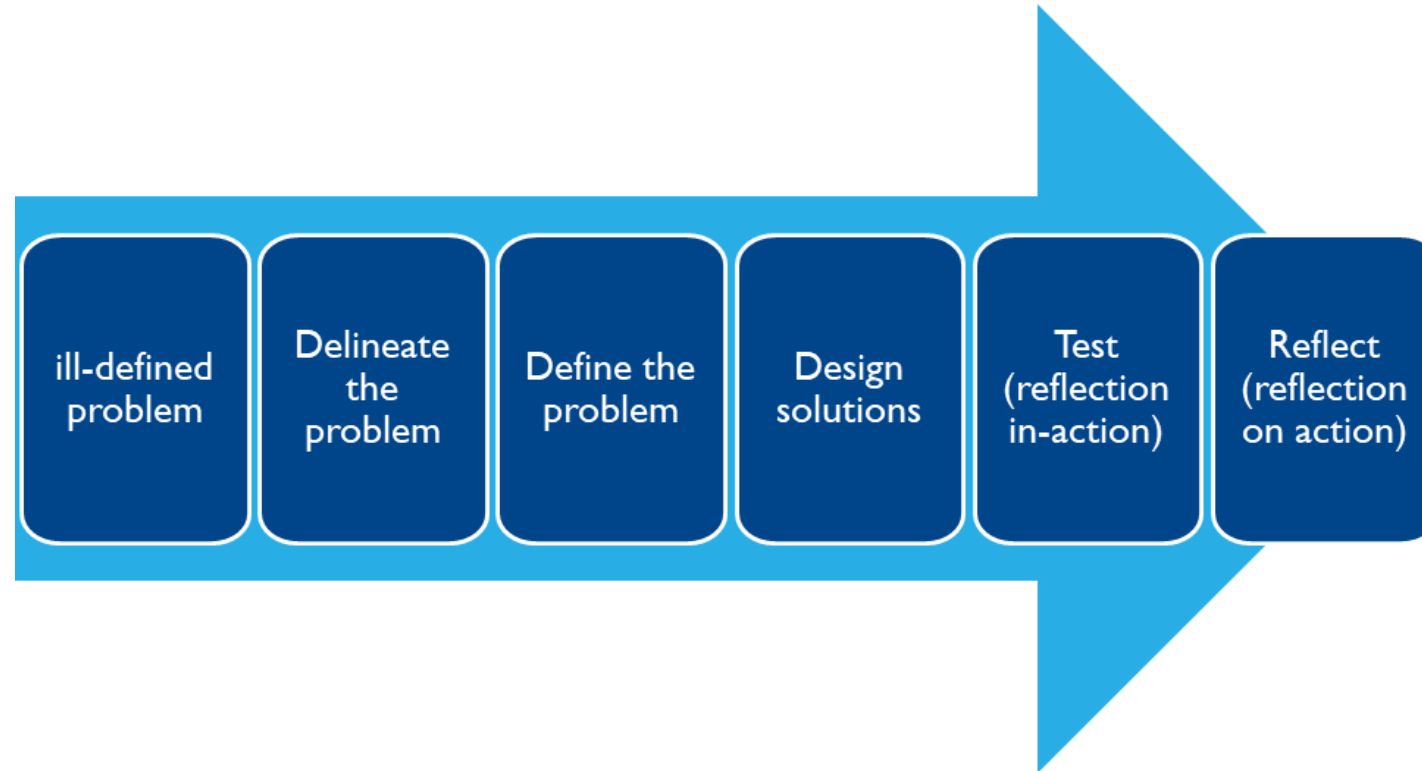 ill-defined
problem
Delineate
the
problem
Define the
problem
Design
solutions
Test
(reflection
in-action)
Reflect
(reflection
on action)